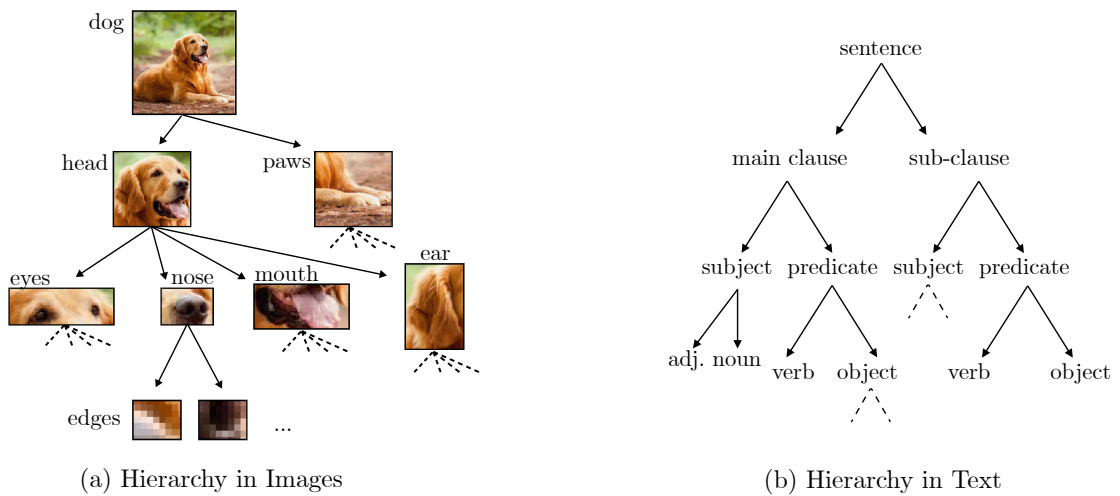 dog
head
paws
eyes
nose
mouth
ear
edges
...
(a) Hierarchy in Images
sentence
main clause
sub-clause
subject
predicate
subject
predicate
adj. noun
verb
object
verb
object
(b) Hierarchy in Text